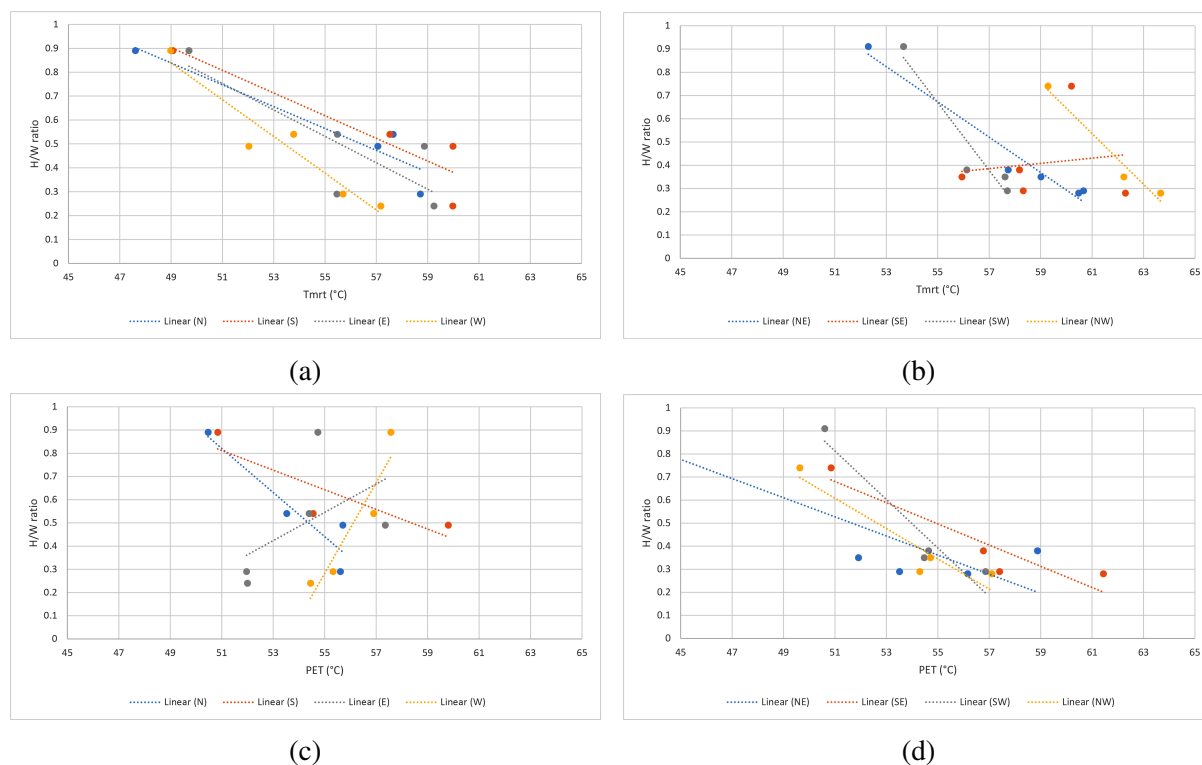 1
0.9
0.8
0.7
0.6
0.5
0.4
0.3
0.2
0.1
0
H/W ratio
45 47 49 51 53 55 57 59 61 63 65
Tmrt (°C)
Linear (N) Linear (S) Linear (E) Linear (W)
(a)
1
0.9
0.8
0.7
0.6
0.5
0.4
0.3
0.2
0.1
0
H/W ratio
45 47 49 51 53 55 57 59 61 63 65
Tmrt (°C)
Linear (NE) Linear (SE) Linear (SW) Linear (NW)
(b)
1
0.9
0.8
0.7
0.6
0.5
0.4
0.3
0.2
0.1
0
H/W ratio
45 47 49 51 53 55 57 59 61 63 65
PET (°C)
Linear (N) Linear (S) Linear (E) Linear (W)
(c)
1
0.9
0.8
0.7
0.6
0.5
0.4
0.3
0.2
0.1
0
H/W ratio
45 47 49 51 53 55 57 59 61 63 65
PET (°C)
Linear (NE) Linear (SE) Linear (SW) Linear (NW)
(d)